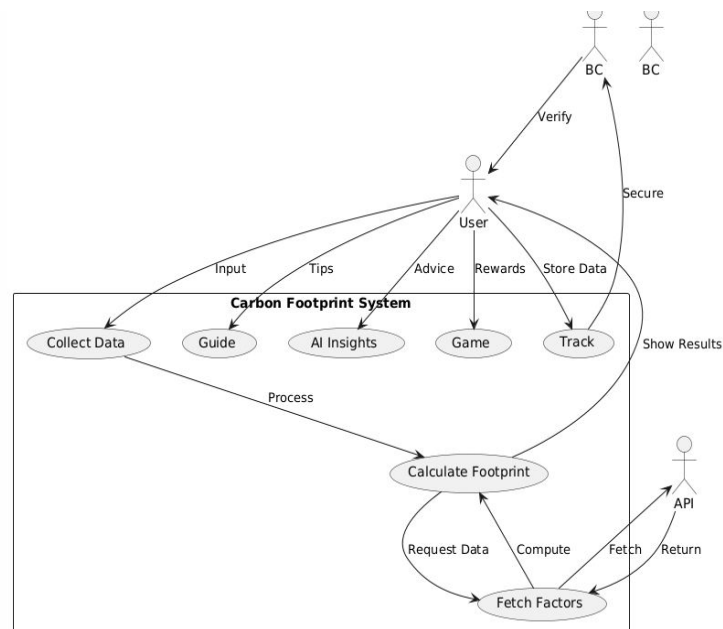 BC BC
Verify
Secure
User
Input Tips Advice Rewards Store Data
Carbon Footprint System
Collect Data Guide AI Insights Game Track
Show Results
Process
Calculate Footprint
API
Request Data Compute Fetch Return
Fetch Factors